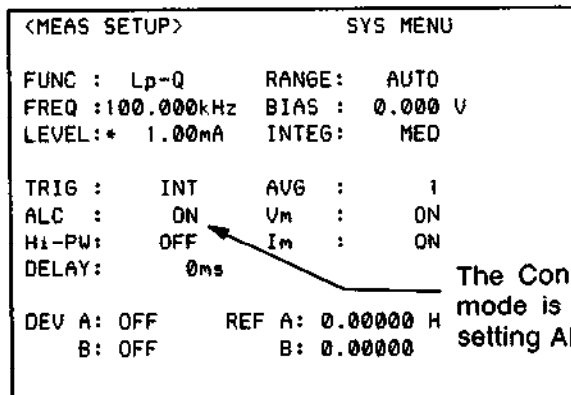 <MEAS SETUP> SYS MENU
FUNC : Lp-Q RANGE: AUTO
FREQ :100.000kHz BIAS : 0.000 V
LEVEL:* 1.00mA INTEG: MED
TRIG : INT AVG : 1
ALC : ON Vm : ON
Hi-PW: OFF Im : ON
DELAY: 0ms
The Con
mode is
setting Al
DEV A: OFF REF A: 0.00000 H
B: OFF B: 0.00000